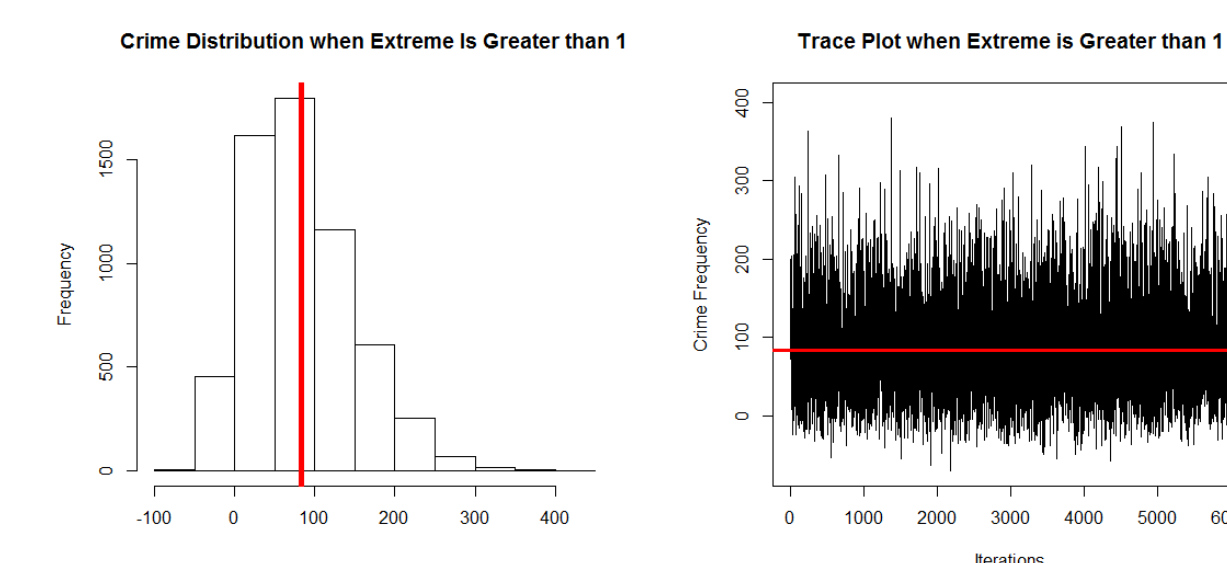 Crime Distribution when Extreme Is Greater than 1
Frequency
1500
1000
500
0
-100 0 100 200 300 400
Trace Plot when Extreme is Greater than 1
Crime Frequency
400
300
200
100
0
0 1000 2000 3000 4000 5000 60
Iterations